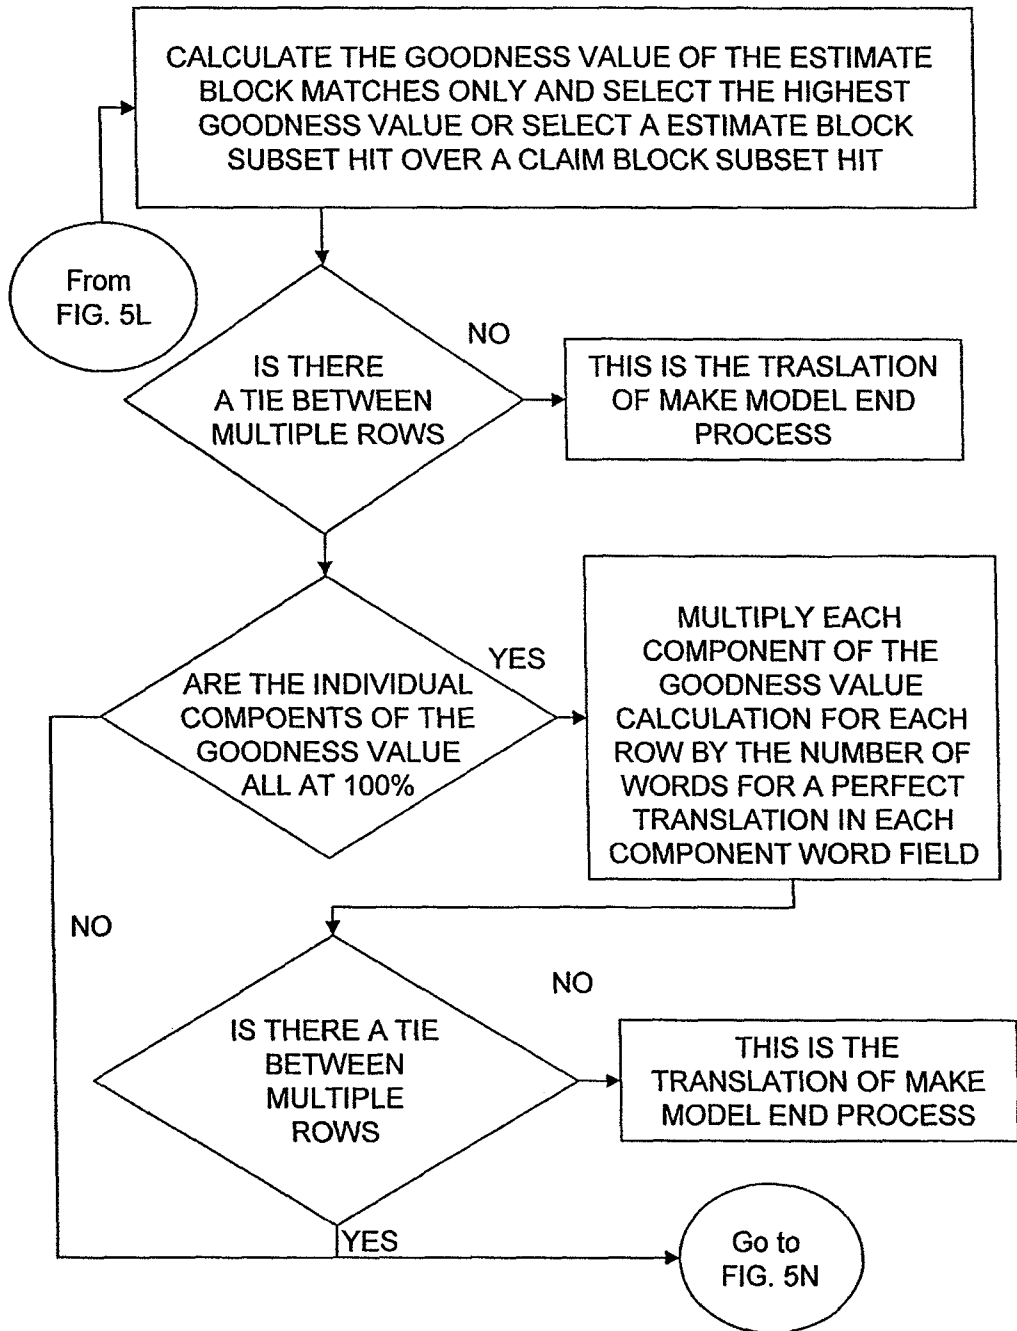 CALCULATE THE GOODNESS VALUE OF THE ESTIMATE
BLOCK MATCHES ONLY AND SELECT THE HIGHEST
GOODNESS VALUE OR SELECT A ESTIMATE BLOCK
SUBSET HIT OVER A CLAIM BLOCK SUBSET HIT
From
FIG. 5L
IS THERE
A TIE BETWEEN
MULTIPLE ROWS
NO
THIS IS THE TRASLATION
OF MAKE MODEL END
PROCESS
ARE THE INDIVIDUAL
COMPOENTS OF THE
GOODNESS VALUE
ALL AT 100%
YES
MULTIPLY EACH
COMPONENT OF THE
GOODNESS VALUE
CALCULATION FOR EACH
ROW BY THE NUMBER OF
WORDS FOR A PERFECT
TRANSLATION IN EACH
COMPONENT WORD FIELD
NO
IS THERE A TIE
BETWEEN
MULTIPLE
ROWS
NO
THIS IS THE
TRANSLATION OF MAKE
MODEL END PROCESS
YES
Go to
FIG. 5N